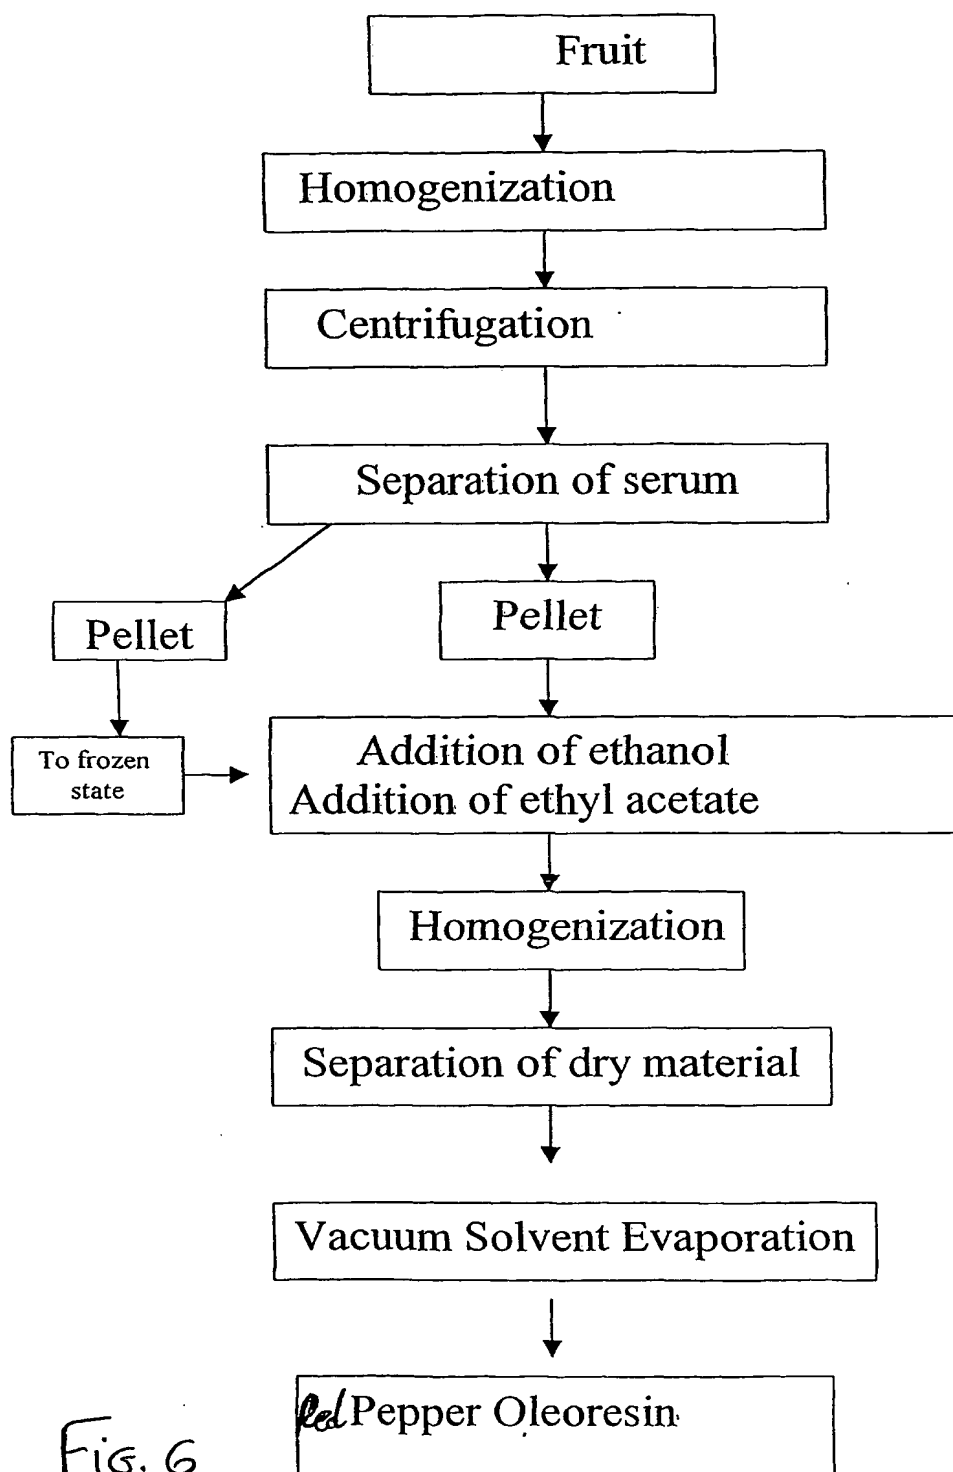 Fruit
Homogenization
Centrifugation
Separation of serum
Pellet
Pellet
To frozen
state
Addition of ethanol
Addition of ethyl acetate
Homogenization
Separation of dry material
Vacuum Solvent Evaporation
Red Pepper Oleoresin
Fig. 6